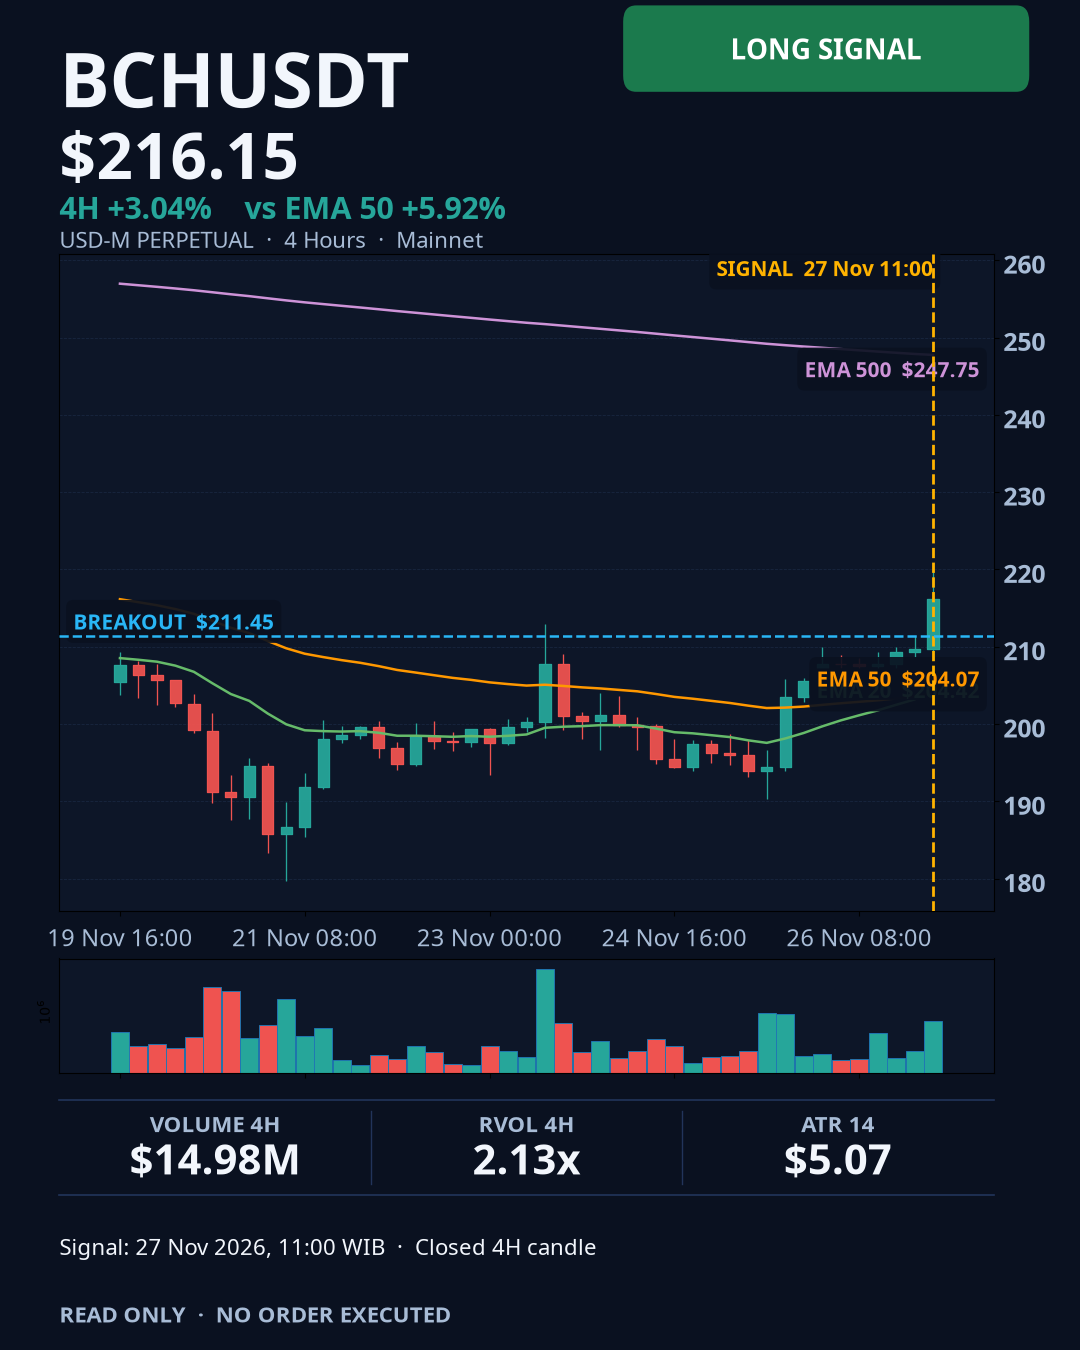 LONG SIGNAL
BCHUSDT
$216.15
4H +3.04% vs EMA 50 +5.92%
USD-M PERPETUAL · 4 Hours · Mainnet
SIGNAL 27 Nov 11:00
260
250
EMA 500 $247.75
240
230
220
BREAKOUT $211.45
210
EMA 50 $204.07
200
190
180
19 Nov 16:00 21 Nov 08:00 23 Nov 00:00 24 Nov 16:00 26 Nov 08:00
10⁶
VOLUME 4H RVOL 4H ATR 14
$14.98M 2.13x $5.07
Signal: 27 Nov 2026, 11:00 WIB · Closed 4H candle
READ ONLY · NO ORDER EXECUTED